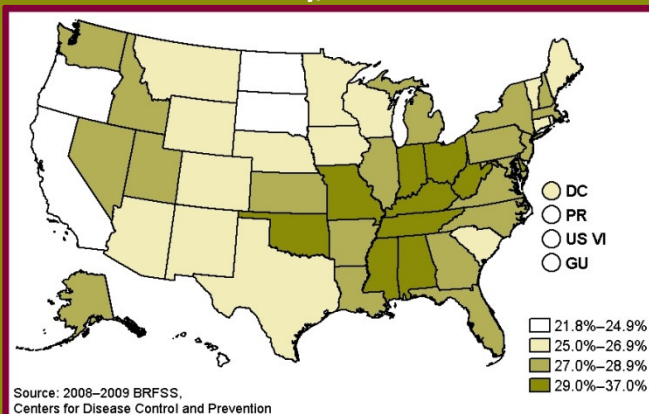 DC
PR
US VI
GU
21.8%–24.9%
25.0%–26.9%
27.0%–28.9%
29.0%–37.0%
Source: 2008–2009 BRFSS,
Centers for Disease Control and Prevention